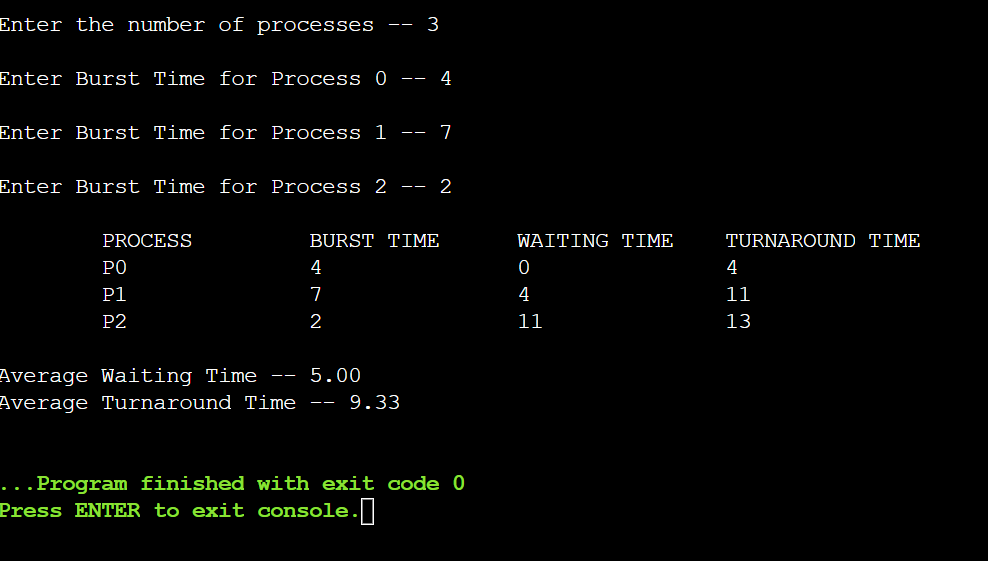 Enter the number of processes -- 3
Enter Burst Time for Process 0 -- 4
Enter Burst Time for Process 1 -- 7
Enter Burst Time for Process 2 -- 2
PROCESS BURST TIME WAITING TIME TURNAROUND TIME
P0 4 0 4
P1 7 4 11
P2 2 11 13
Average Waiting Time -- 5.00
Average Turnaround Time -- 9.33
...Program finished with exit code 0
Press ENTER to exit console.